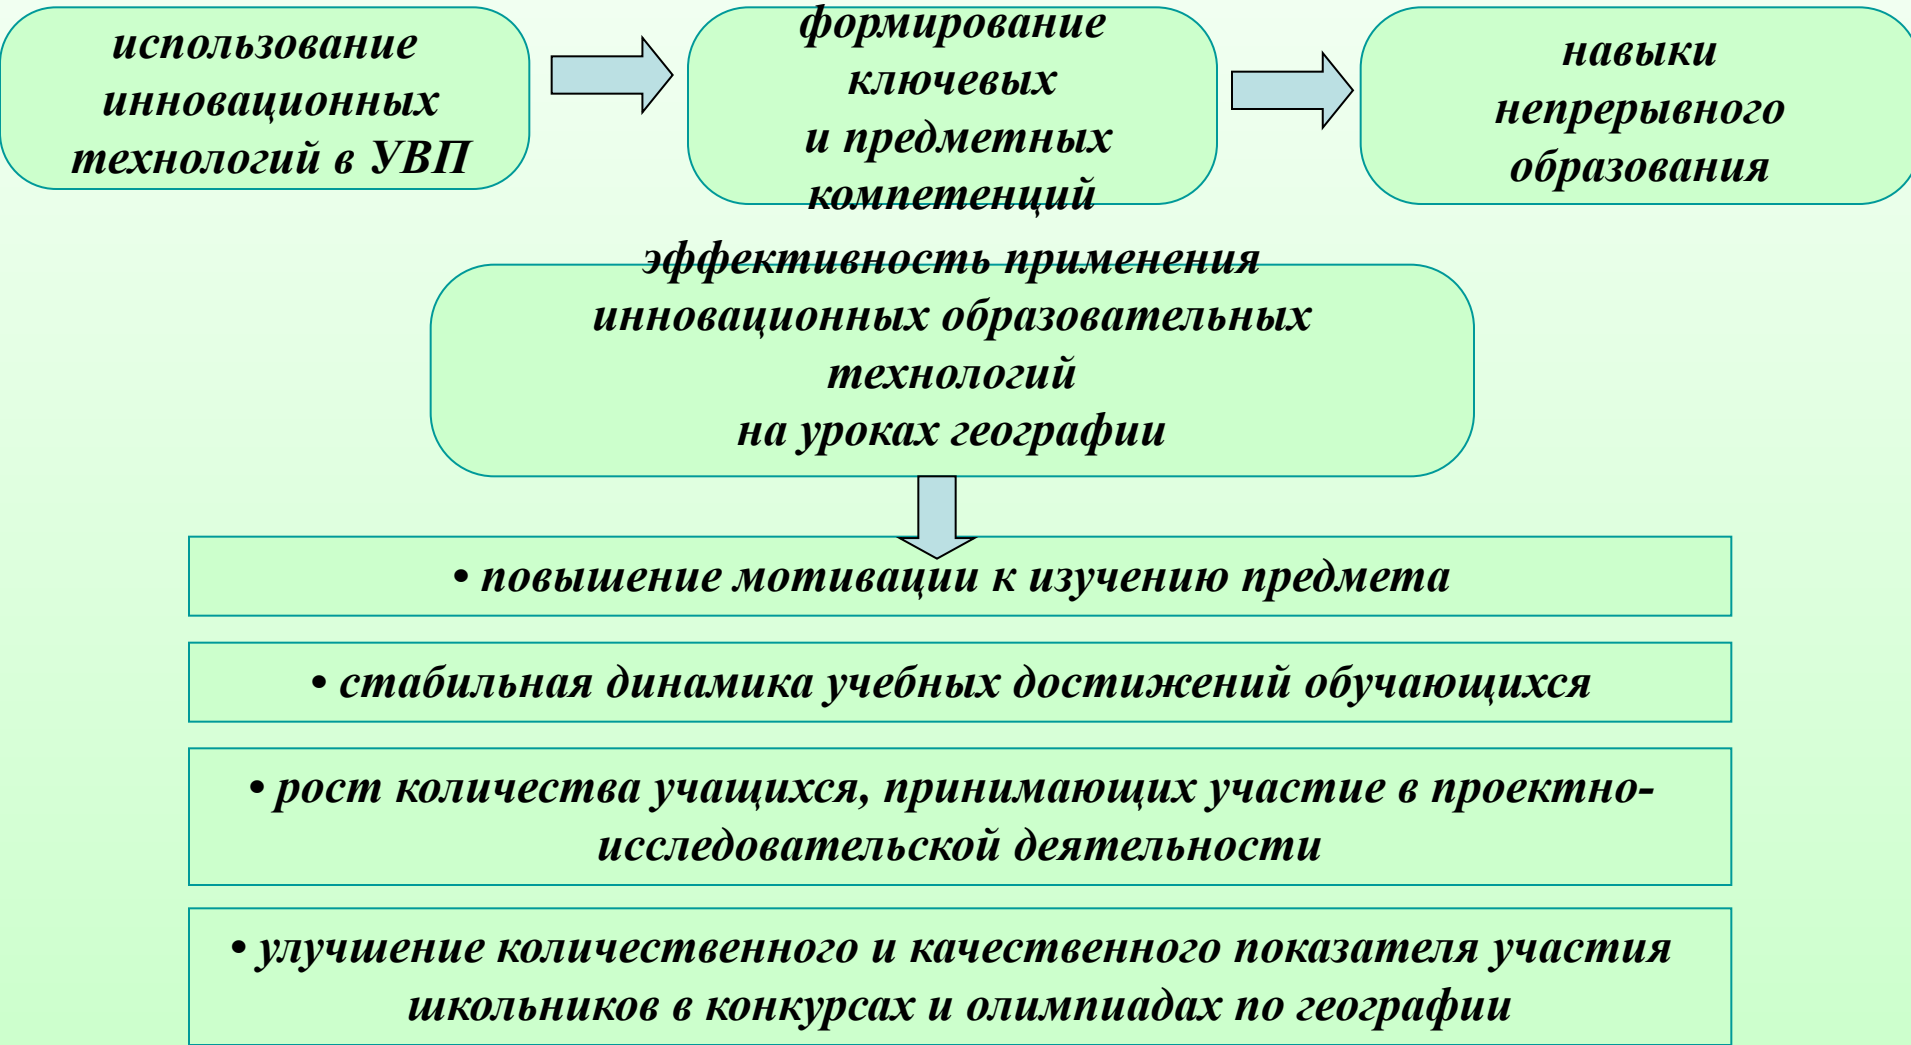 использование
инновационных
технологий в УВП
формирование
ключевых
и предметных
компетенций
навыки
непрерывного
образования
эффективность применения
инновационных образовательных
технологий
на уроках географии
• повышение мотивации к изучению предмета
• стабильная динамика учебных достижений обучающихся
• рост количества учащихся, принимающих участие в проектно-
исследовательской деятельности
• улучшение количественного и качественного показателя участия
школьников в конкурсах и олимпиадах по географии